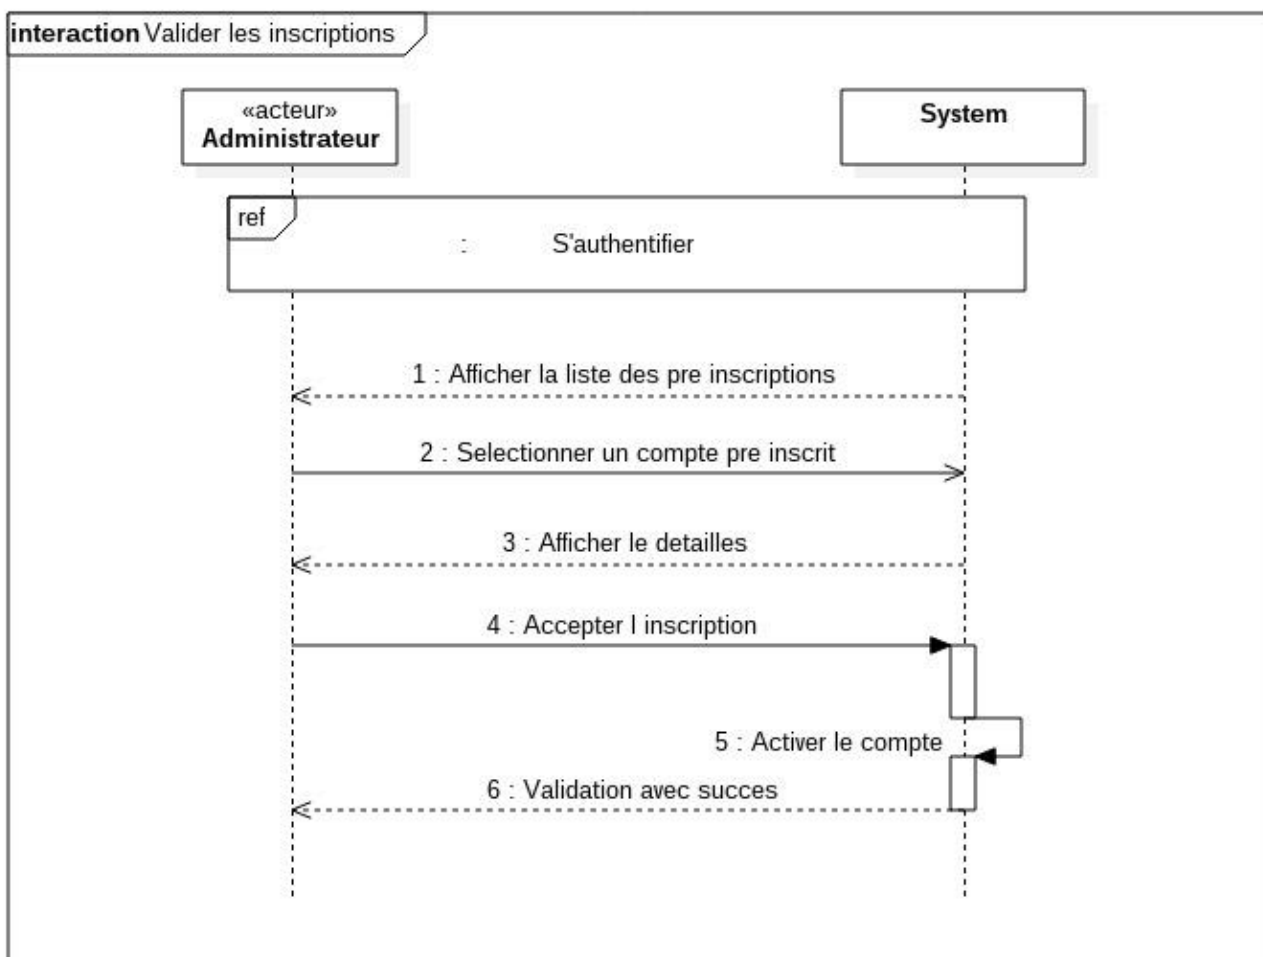 interaction Valider les inscriptions
«acteur»
Administrateur
System
ref
: S'authentifier
1 : Afficher la liste des pre inscriptions
2 : Selectionner un compte pre inscrit
3 : Afficher le detailles
4 : Accepter l inscription
5 : Activer le compte
6 : Validation avec succes